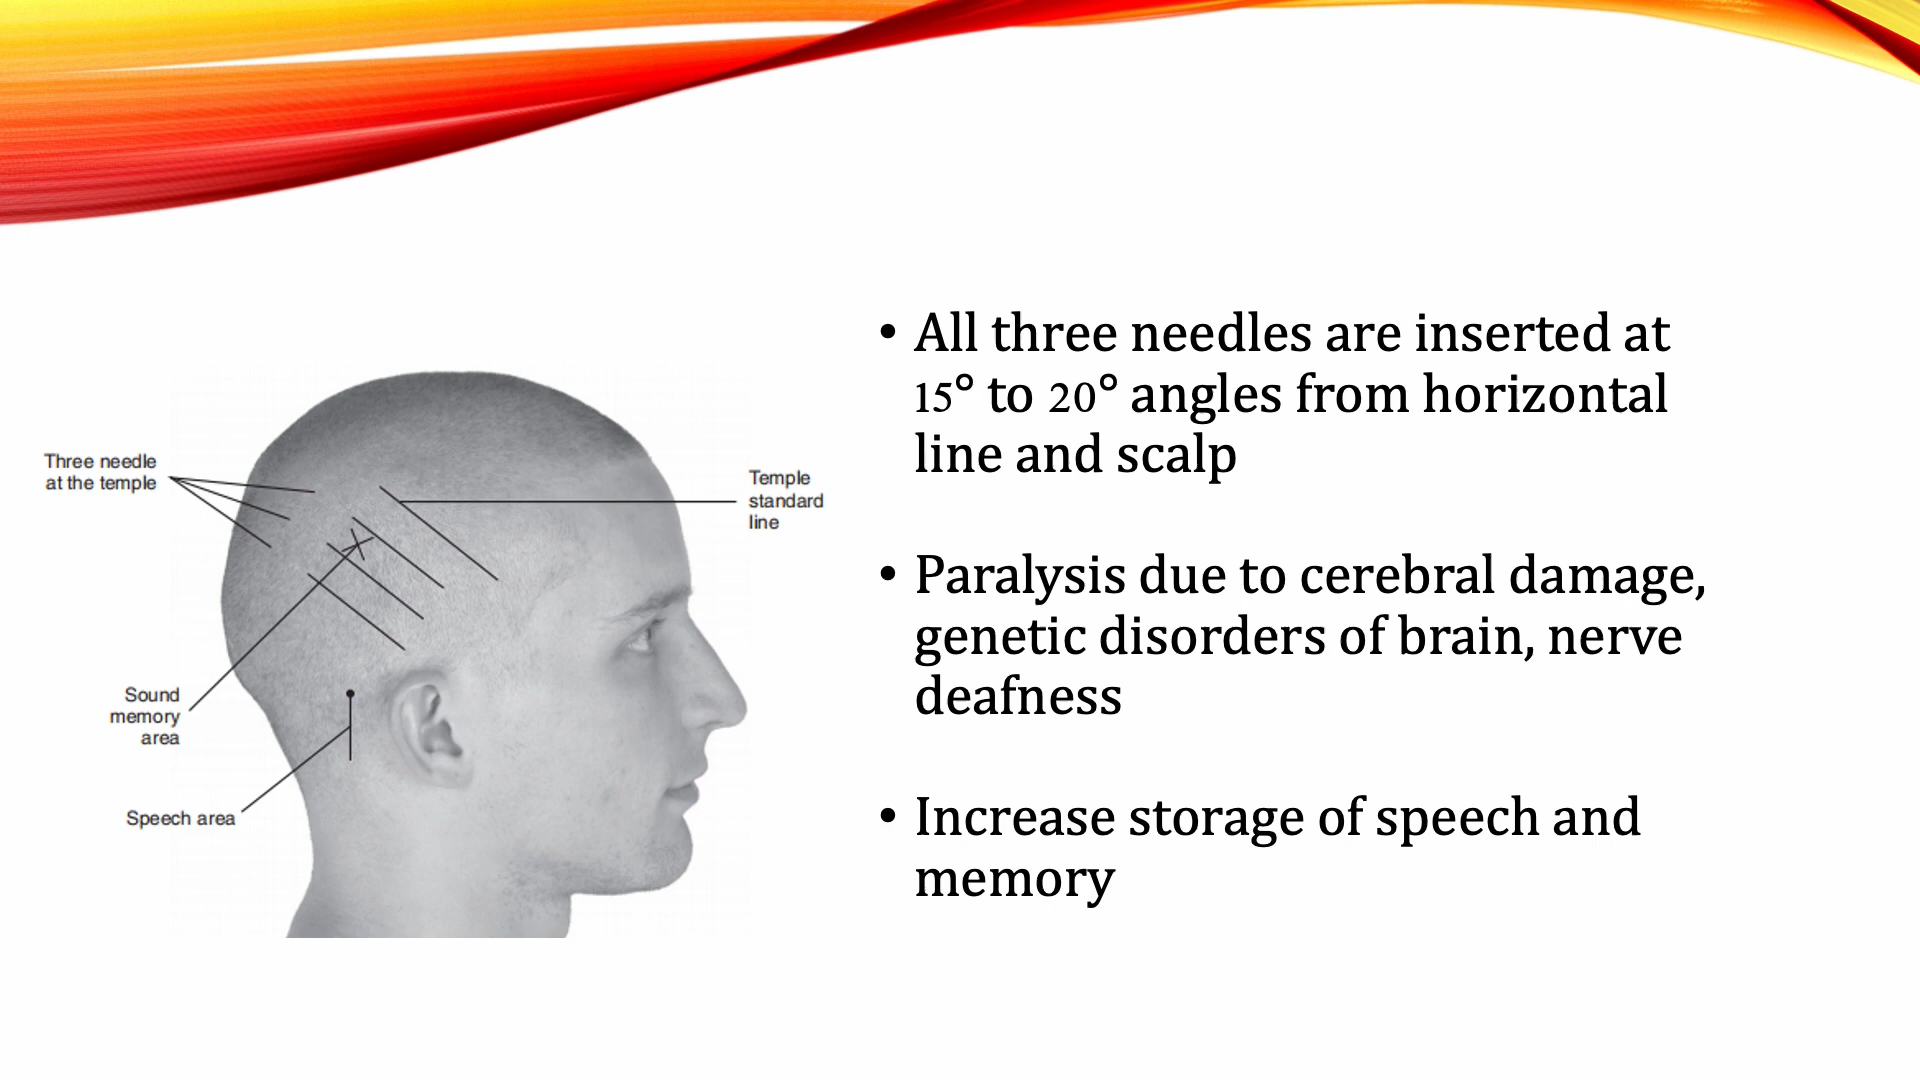 Three needle
at the temple
Temple
standard
line
Sound
memory
area
Speech area
• All three needles are inserted at
15° to 20° angles from horizontal
line and scalp
• Paralysis due to cerebral damage,
genetic disorders of brain, nerve
deafness
• Increase storage of speech and
memory